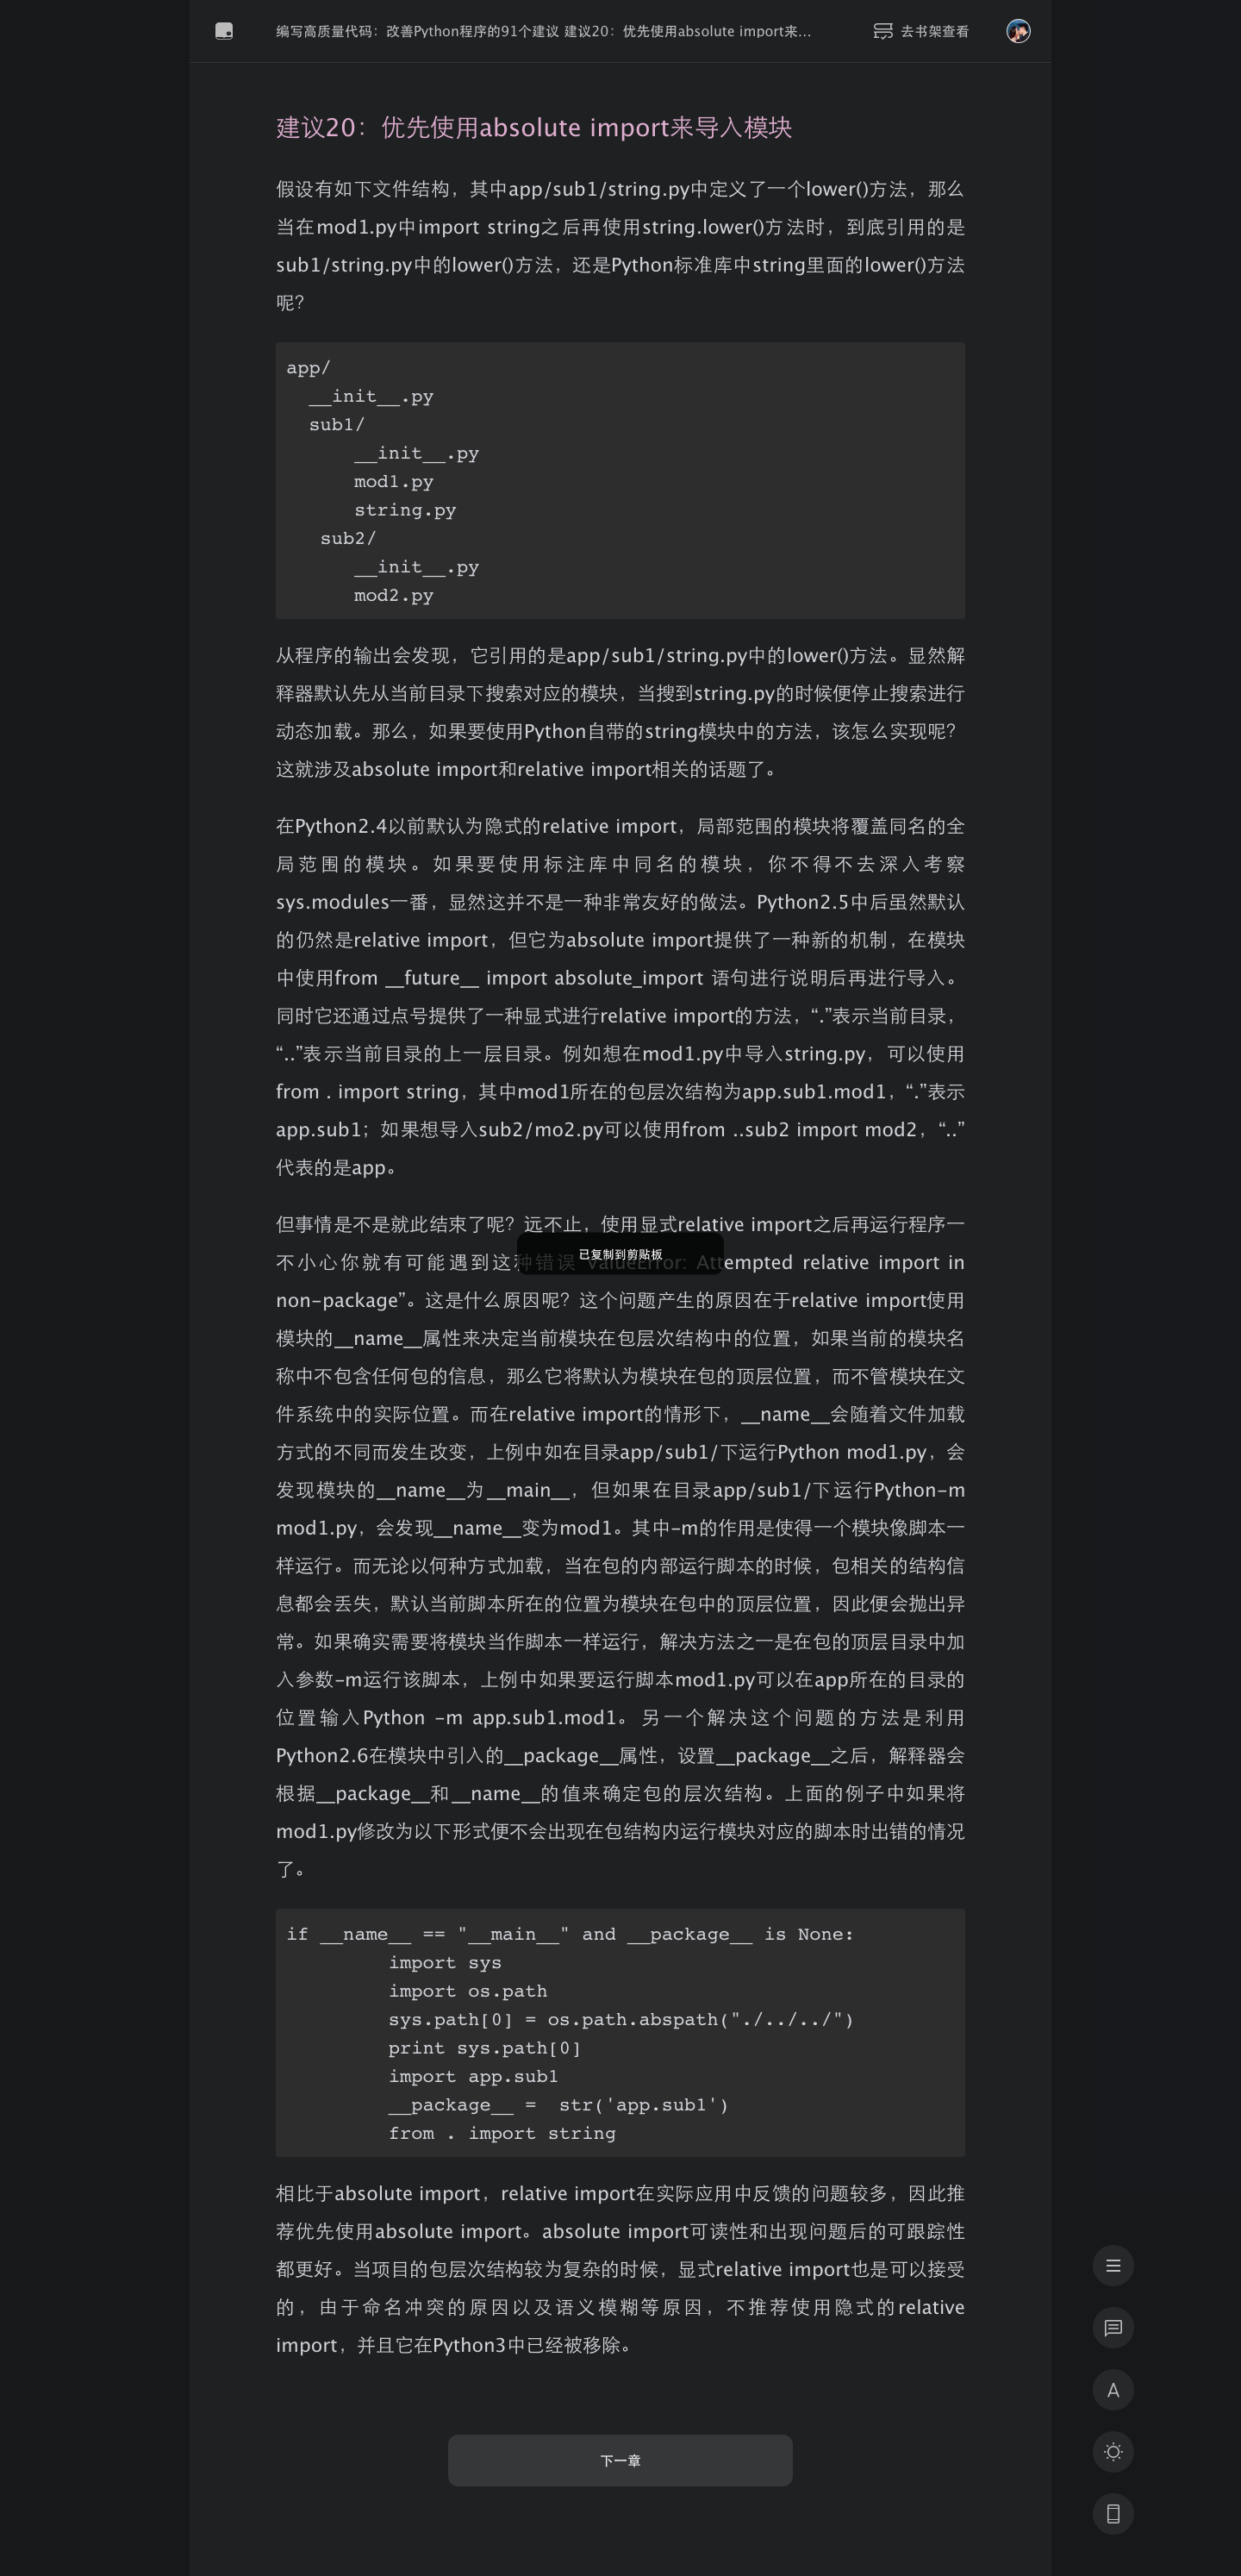 编写高质量代码：改善Python程序的91个建议 建议20：优先使用absolute import来...
去书架查看
建议20：优先使用absolute import来导入模块
假设有如下文件结构，其中app/sub1/string.py中定义了一个lower()方法，那么
当在mod1.py中import string之后再使用string.lower()方法时，到底引用的是
sub1/string.py中的lower()方法，还是Python标准库中string里面的lower()方法
呢？
app/
  __init__.py
  sub1/
      __init__.py
      mod1.py
      string.py
   sub2/
      __init__.py
      mod2.py
从程序的输出会发现，它引用的是app/sub1/string.py中的lower()方法。显然解
释器默认先从当前目录下搜索对应的模块，当搜到string.py的时候便停止搜索进行
动态加载。那么，如果要使用Python自带的string模块中的方法，该怎么实现呢？
这就涉及absolute import和relative import相关的话题了。
在Python2.4以前默认为隐式的relative import，局部范围的模块将覆盖同名的全
局范围的模块。如果要使用标注库中同名的模块，你不得不去深入考察
sys.modules一番，显然这并不是一种非常友好的做法。Python2.5中后虽然默认
的仍然是relative import，但它为absolute import提供了一种新的机制，在模块
中使用from __future__ import absolute_import 语句进行说明后再进行导入。
同时它还通过点号提供了一种显式进行relative import的方法，“.”表示当前目录，
“..”表示当前目录的上一层目录。例如想在mod1.py中导入string.py，可以使用
from . import string，其中mod1所在的包层次结构为app.sub1.mod1，“.”表示
app.sub1；如果想导入sub2/mo2.py可以使用from ..sub2 import mod2，“..”
代表的是app。
但事情是不是就此结束了呢？远不止，使用显式relative import之后再运行程序一
已复制到剪贴板
不小心你就有可能遇到这种错误“ValueError: Attempted relative import in
non-package”。这是什么原因呢？这个问题产生的原因在于relative import使用
模块的__name__属性来决定当前模块在包层次结构中的位置，如果当前的模块名
称中不包含任何包的信息，那么它将默认为模块在包的顶层位置，而不管模块在文
件系统中的实际位置。而在relative import的情形下，__name__会随着文件加载
方式的不同而发生改变，上例中如在目录app/sub1/下运行Python mod1.py，会
发现模块的__name__为__main__，但如果在目录app/sub1/下运行Python-m
mod1.py，会发现__name__变为mod1。其中-m的作用是使得一个模块像脚本一
样运行。而无论以何种方式加载，当在包的内部运行脚本的时候，包相关的结构信
息都会丢失，默认当前脚本所在的位置为模块在包中的顶层位置，因此便会抛出异
常。如果确实需要将模块当作脚本一样运行，解决方法之一是在包的顶层目录中加
入参数-m运行该脚本，上例中如果要运行脚本mod1.py可以在app所在的目录的
位置输入Python -m app.sub1.mod1。另一个解决这个问题的方法是利用
Python2.6在模块中引入的__package__属性，设置__package__之后，解释器会
根据__package__和__name__的值来确定包的层次结构。上面的例子中如果将
mod1.py修改为以下形式便不会出现在包结构内运行模块对应的脚本时出错的情况
了。
if __name__ == "__main__" and __package__ is None:
         import sys
         import os.path
         sys.path[0] = os.path.abspath("./../../")
         print sys.path[0]
         import app.sub1
         __package__ =  str('app.sub1')
         from . import string
相比于absolute import，relative import在实际应用中反馈的问题较多，因此推
荐优先使用absolute import。absolute import可读性和出现问题后的可跟踪性
都更好。当项目的包层次结构较为复杂的时候，显式relative import也是可以接受
的，由于命名冲突的原因以及语义模糊等原因，不推荐使用隐式的relative
import，并且它在Python3中已经被移除。
下一章